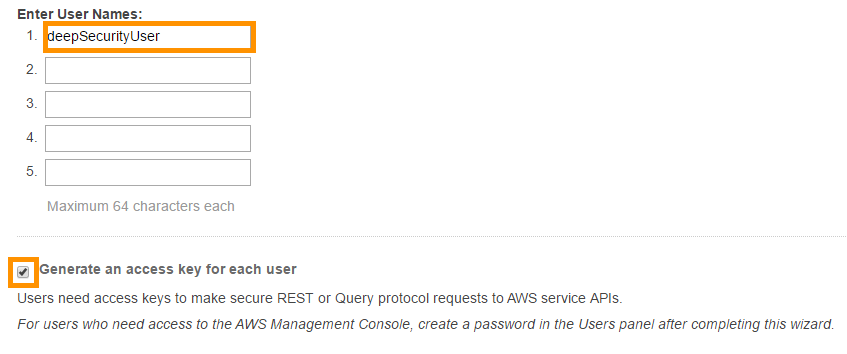 Enter User Names:
1. deepSecurityUser
2.
3.
4.
5.
Maximum 64 characters each
Generate an access key for each user
Users need access keys to make secure REST or Query protocol requests to AWS service APIs.
For users who need access to the AWS Management Console, create a password in the Users panel after completing this wizard.